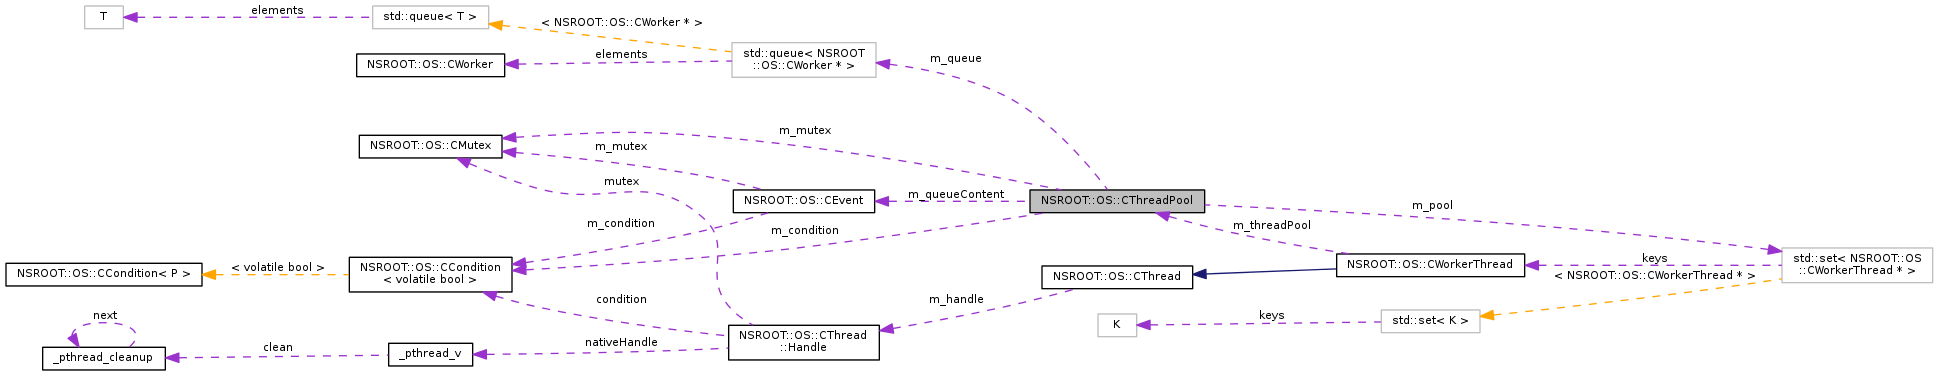 T
elements
std::queue< T >
< NSROOT::OS::CWorker * >
NSROOT::OS::CWorker
elements
std::queue< NSROOT
::OS::CWorker * >
m_queue
NSROOT::OS::CMutex
m_mutex
m_mutex
mutex
NSROOT::OS::CEvent
m_queueContent
NSROOT::OS::CThreadPool
m_pool
m_condition
m_condition
m_threadPool
NSROOT::OS::CCondition< P >
< volatile bool >
NSROOT::OS::CCondition
< volatile bool >
NSROOT::OS::CThread
NSROOT::OS::CWorkerThread
keys
std::set< NSROOT::OS
::CWorkerThread * >
< NSROOT::OS::CWorkerThread * >
condition
m_handle
next
K
keys
std::set< K >
_pthread_cleanup
clean
_pthread_v
nativeHandle
NSROOT::OS::CThread
::Handle